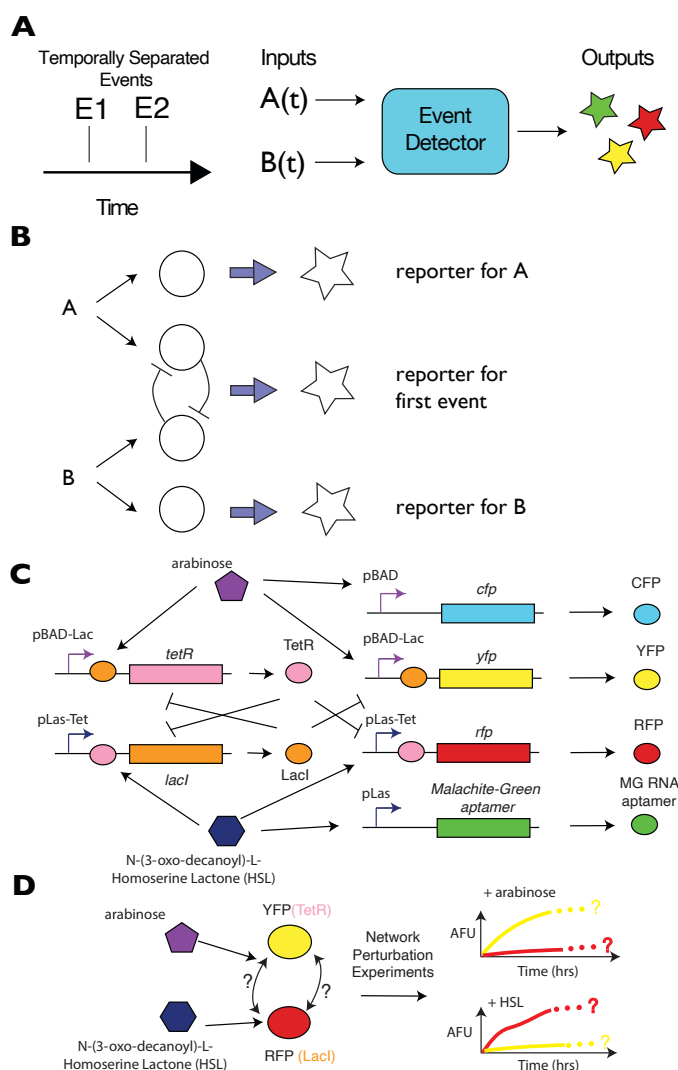 A
Temporally Separated
Events
E1 E2
Time
Inputs
A(t)
B(t)
Event
Detector
Outputs
B
A
B
reporter for A
reporter for
first event
reporter for B
C
arabinose
pBAD
cfp
CFP
pBAD-Lac
tetR
TetR
pBAD-Lac
yfp
YFP
pLas-Tet
lacI
LacI
pLas-Tet
rfp
RFP
pLas
Malachite-Green
aptamer
MG RNA
aptamer
N-(3-oxo-decanoyl)-L-
Homoserine Lactone (HSL)
D
arabinose
YFP(TetR)
? ?
RFP (LacI)
N-(3-oxo-decanoyl)-L-
Homoserine Lactone (HSL)
Network
Perturbation
Experiments
+ arabinose
AFU
?
?
Time (hrs)
+ HSL
AFU
?
?
Time (hrs)